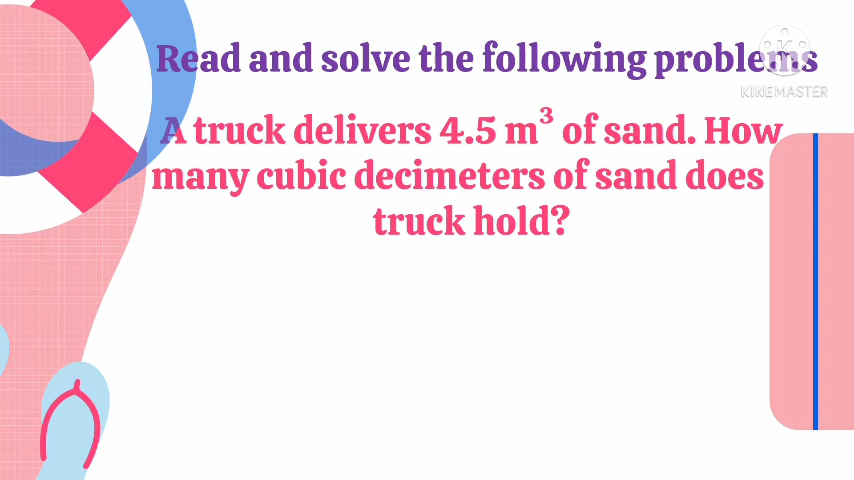 Read and solve the following problems
KINEMASTER
A truck delivers 4.5 m³ of sand. How
many cubic decimeters of sand does
truck hold?